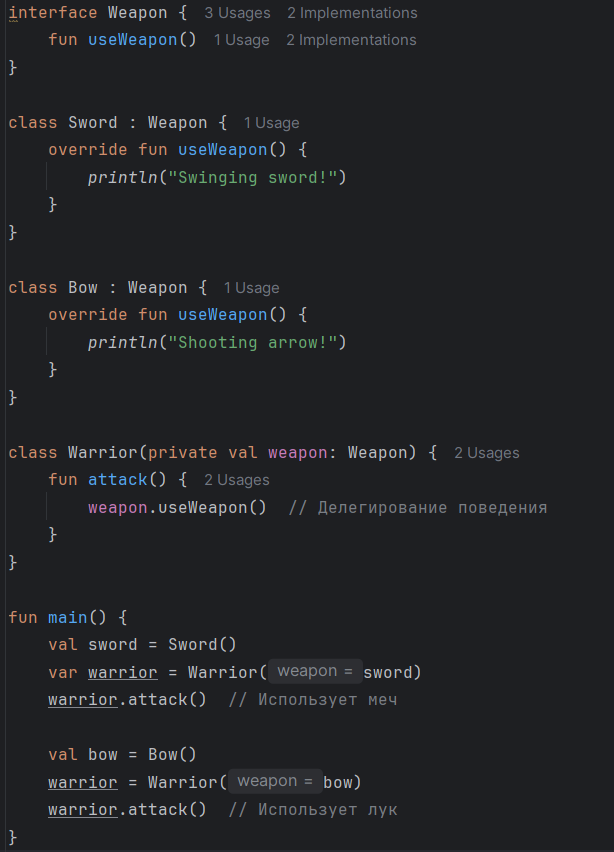 interface Weapon {  3 Usages  2 Implementations
    fun useWeapon()  1 Usage  2 Implementations
}

class Sword : Weapon {  1 Usage
    override fun useWeapon() {
        println("Swinging sword!")
    }
}

class Bow : Weapon {  1 Usage
    override fun useWeapon() {
        println("Shooting arrow!")
    }
}

class Warrior(private val weapon: Weapon) {  2 Usages
    fun attack() {  2 Usages
        weapon.useWeapon()  // Делегирование поведения
    }
}

fun main() {
    val sword = Sword()
    var warrior = Warrior( weapon = sword)
    warrior.attack()  // Использует меч

    val bow = Bow()
    warrior = Warrior( weapon = bow)
    warrior.attack()  // Использует лук
}